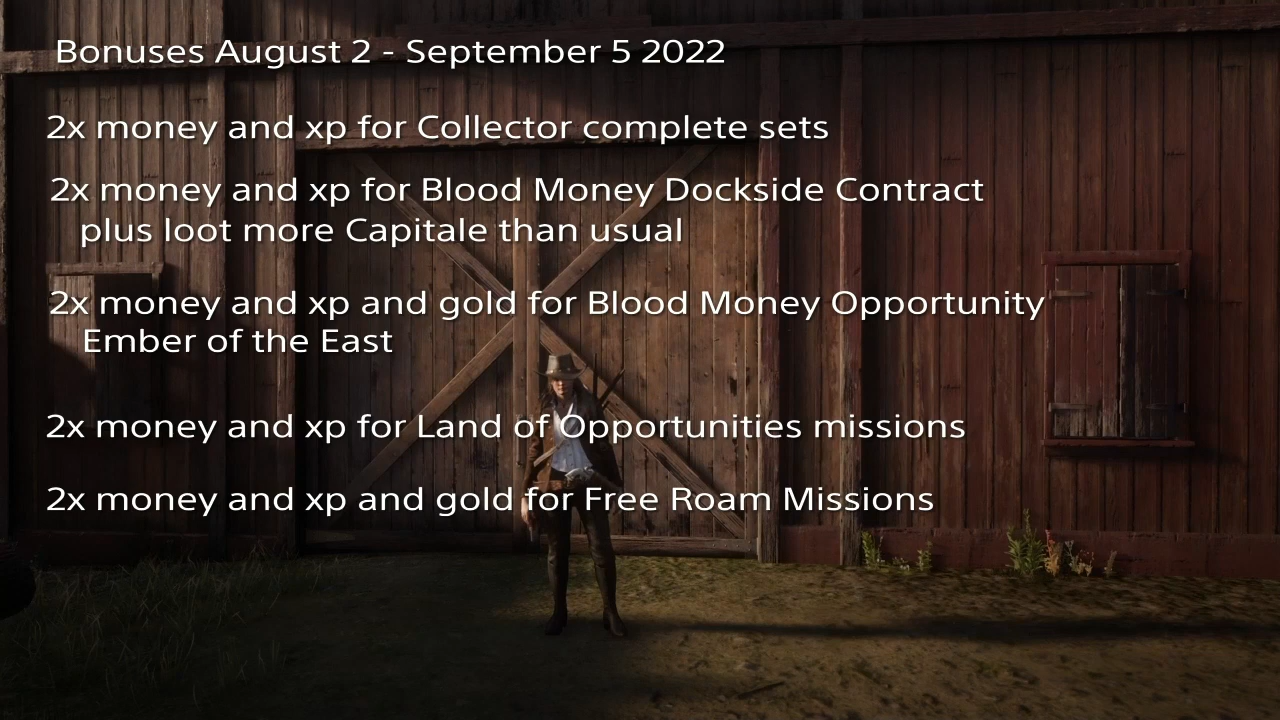 Bonuses August 2 - September 5 2022
2x money and xp for Collector complete sets
2x money and xp for Blood Money Dockside Contract
plus loot more Capitale than usual
2x money and xp and gold for Blood Money Opportunity
Ember of the East
2x money and xp for Land of Opportunities missions
2x money and xp and gold for Free Roam Missions